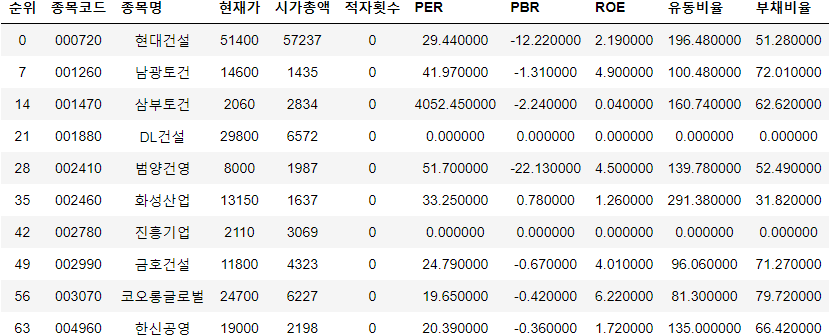 순위 종목코드 종목명 현재가 시가총액 적자횟수 PER PBR ROE 유동비율 부채비율
0 000720 현대건설 51400 57237 0 29.440000 -12.220000 2.190000 196.480000 51.280000
7 001260 남광토건 14600 1435 0 41.970000 -1.310000 4.900000 100.480000 72.010000
14 001470 삼부토건 2060 2834 0 4052.450000 -2.240000 0.040000 160.740000 62.620000
21 001880 DL건설 29800 6572 0 0.000000 0.000000 0.000000 0.000000 0.000000
28 002410 범양건영 8000 1987 0 51.700000 -22.130000 4.500000 139.780000 52.490000
35 002460 화성산업 13150 1637 0 33.250000 0.780000 1.260000 291.380000 31.820000
42 002780 진흥기업 2110 3069 0 0.000000 0.000000 0.000000 0.000000 0.000000
49 002990 금호건설 11800 4323 0 24.790000 -0.670000 4.010000 96.060000 71.270000
56 003070 코오롱글로벌 24700 6227 0 19.650000 -0.420000 6.220000 81.300000 79.720000
63 004960 한신공영 19000 2198 0 20.390000 -0.360000 1.720000 135.000000 66.420000